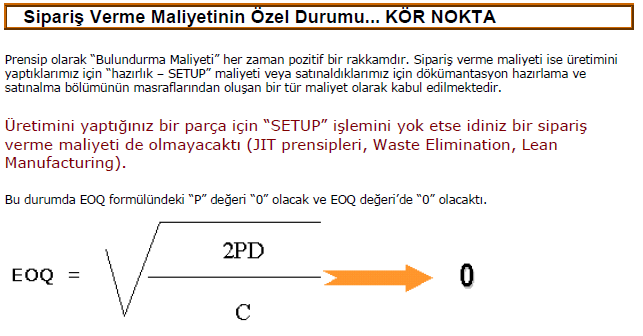 Sipariş Verme Maliyetinin Özel Durumu... KÖR NOKTA
Prensip olarak “Bulundurma Maliyeti” her zaman pozitif bir rakkamdır. Sipariş verme maliyeti ise üretimini
yaptıklarımız için “hazırlık – SETUP” maliyeti veya satınaldıklarımız için dökümantasyon hazırlama ve
satınalma bölümünün masraflarından oluşan bir tür maliyet olarak kabul edilmektedir.
Üretimini yaptığınız bir parça için “SETUP” işlemini yok etse idiniz bir sipariş
verme maliyeti de olmayacaktı (JIT prensipleri, Waste Elimination, Lean
Manufacturing).
Bu durumda EOQ formülündeki “P” değeri “0” olacak ve EOQ değeri’de “0” olacaktı.
2PD
EOQ = 0
C